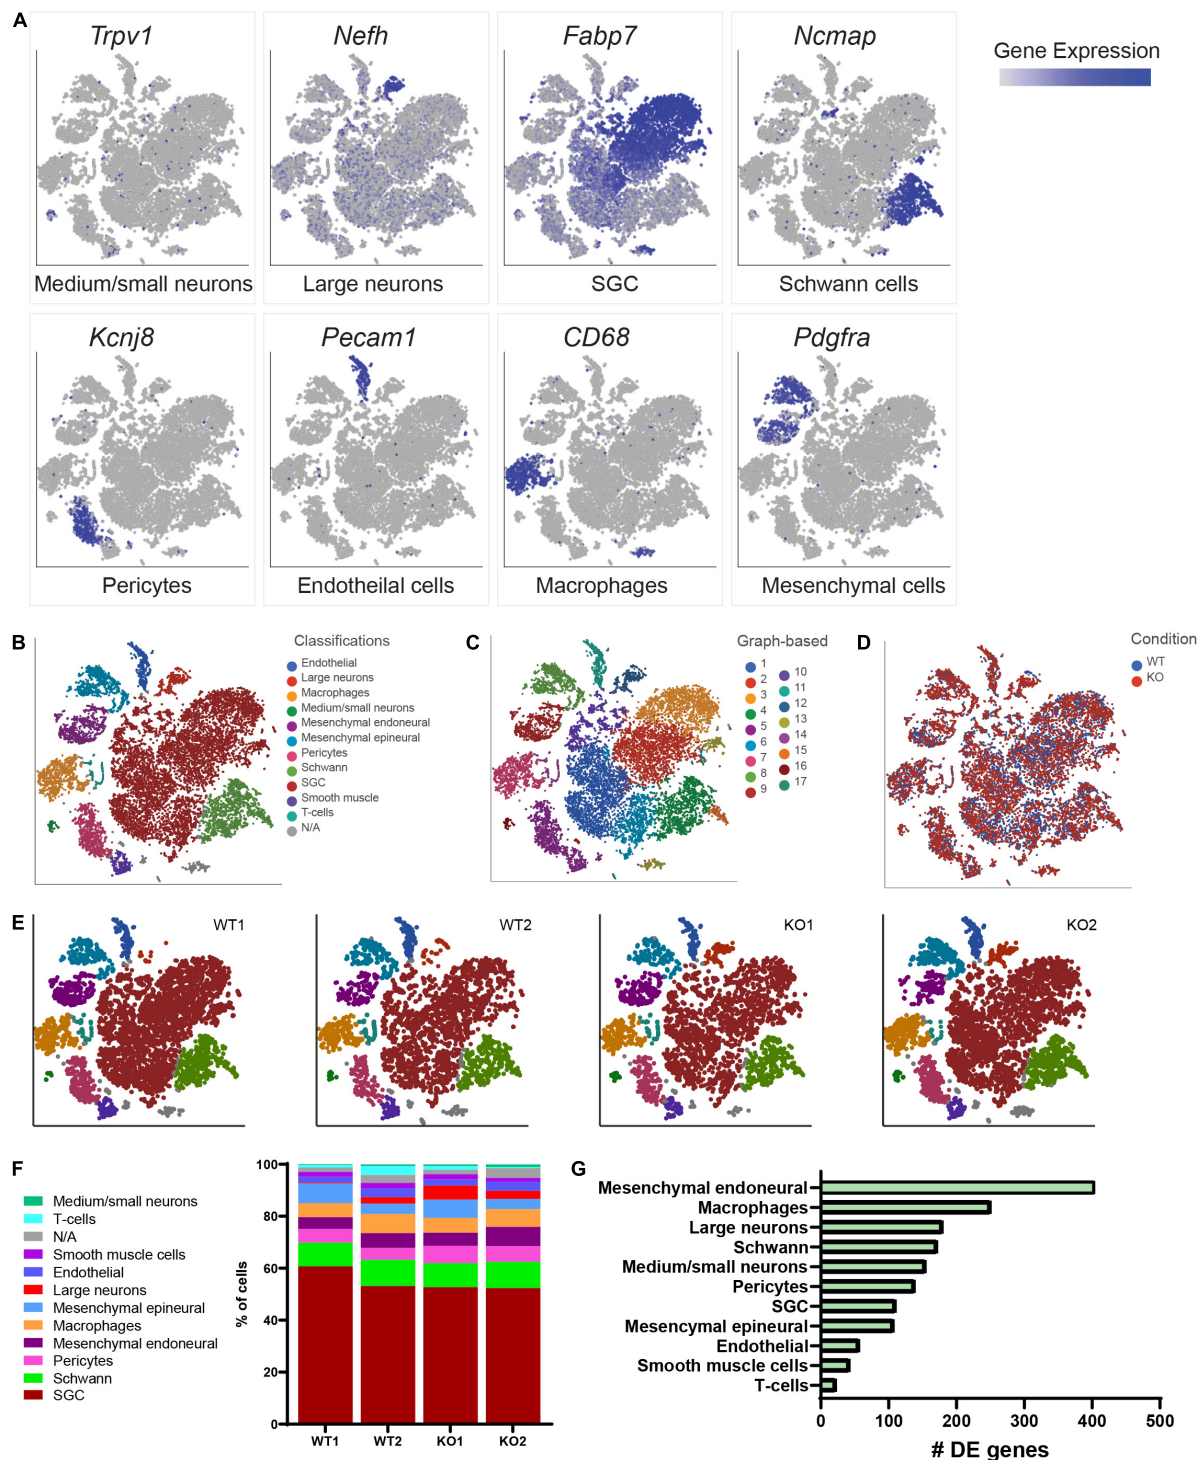 A
Trpv1
Nefh
Fabp7
Ncmap
Gene Expression
Medium/small neurons
Large neurons
SGC
Schwann cells
Kcnj8
Pecam1
CD68
Pdgfra
Pericytes
Endotheilal cells
Macrophages
Mesenchymal cells
B
Classifications
Endothelial
Large neurons
Macrophages
Medium/small neurons
Mesenchymal endoneural
Mesenchymal epineural
Pericytes
Schwann
SGC
Smooth muscle
T-cells
N/A
C
Graph-based
1
2
3
4
5
6
7
8
9
10
11
12
13
14
15
16
17
D
Condition
WT
KO
E
WT1
WT2
KO1
KO2
F
Medium/small neurons
T-cells
N/A
Smooth muscle cells
Endothelial
Large neurons
Mesenchymal epineural
Macrophages
Mesenchymal endoneural
Pericytes
Schwann
SGC
% of cells
100
80
60
40
20
0
WT1
WT2
KO1
KO2
G
Mesenchymal endoneural
Macrophages
Large neurons
Schwann
Medium/small neurons
Pericytes
SGC
Mesencymal epineural
Endothelial
Smooth muscle cells
T-cells
0
100
200
300
400
500
# DE genes